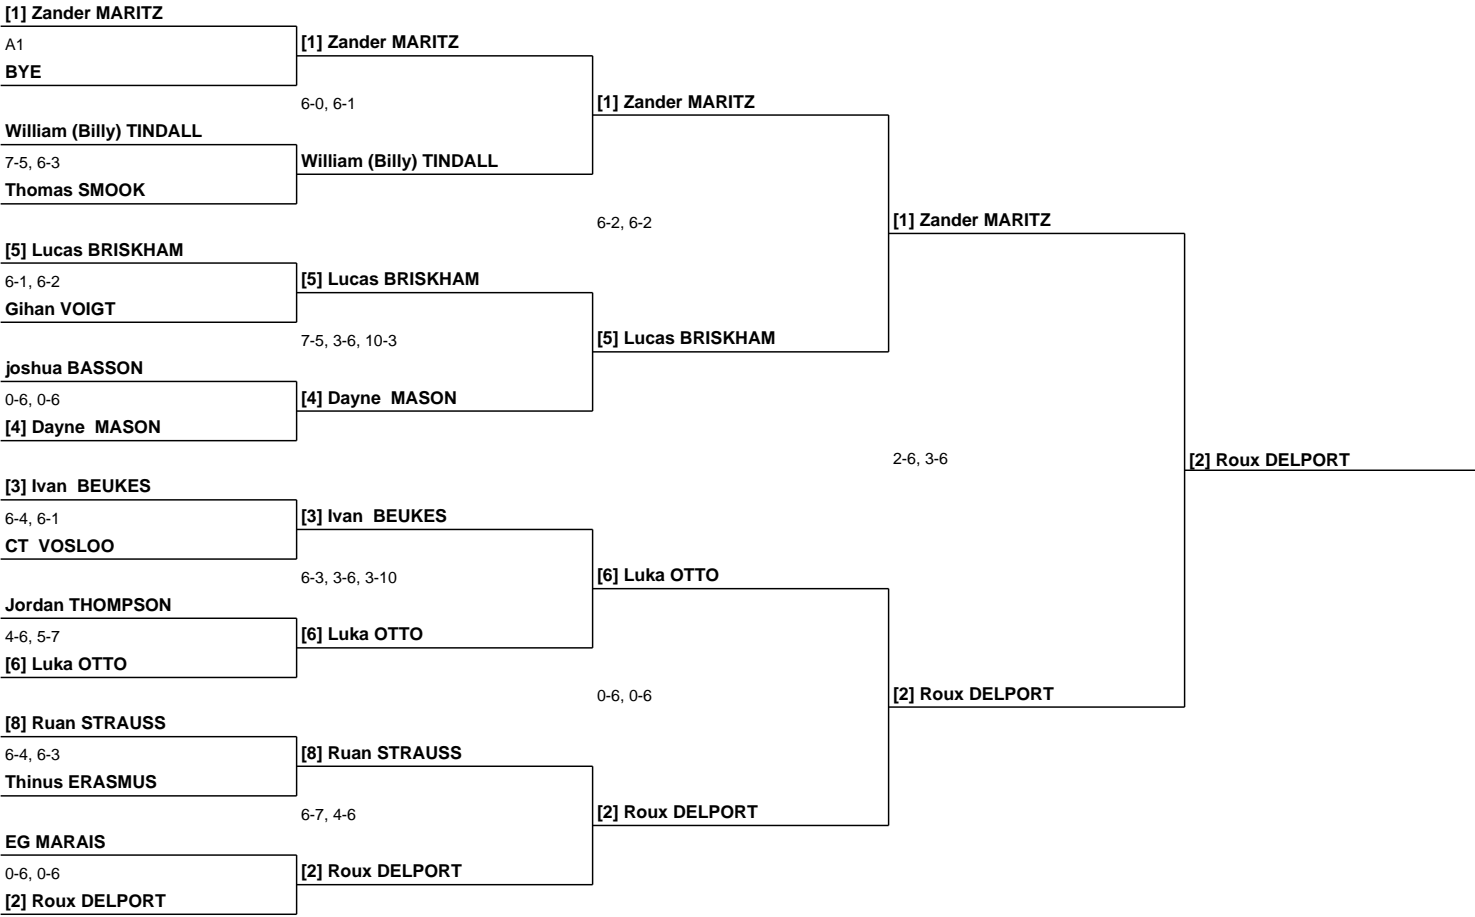 [1] Zander MARITZ
A1
BYE
William (Billy) TINDALL
7-5, 6-3
Thomas SMOOK
[5] Lucas BRISKHAM
6-1, 6-2
Gihan VOIGT
joshua BASSON
0-6, 0-6
[4] Dayne  MASON
[3] Ivan  BEUKES
6-4, 6-1
CT  VOSLOO
Jordan THOMPSON
4-6, 5-7
[6] Luka OTTO
[8] Ruan STRAUSS
6-4, 6-3
Thinus ERASMUS
EG MARAIS
0-6, 0-6
[2] Roux DELPORT
[1] Zander MARITZ
6-0, 6-1
William (Billy) TINDALL
[5] Lucas BRISKHAM
7-5, 3-6, 10-3
[4] Dayne  MASON
[3] Ivan  BEUKES
6-3, 3-6, 3-10
[6] Luka OTTO
[8] Ruan STRAUSS
6-7, 4-6
[2] Roux DELPORT
[1] Zander MARITZ
6-2, 6-2
[5] Lucas BRISKHAM
[6] Luka OTTO
0-6, 0-6
[2] Roux DELPORT
[1] Zander MARITZ
2-6, 3-6
[2] Roux DELPORT
[2] Roux DELPORT